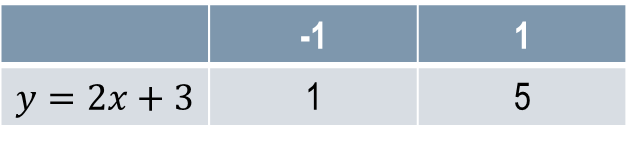 -1 1
y = 2x + 3 1 5